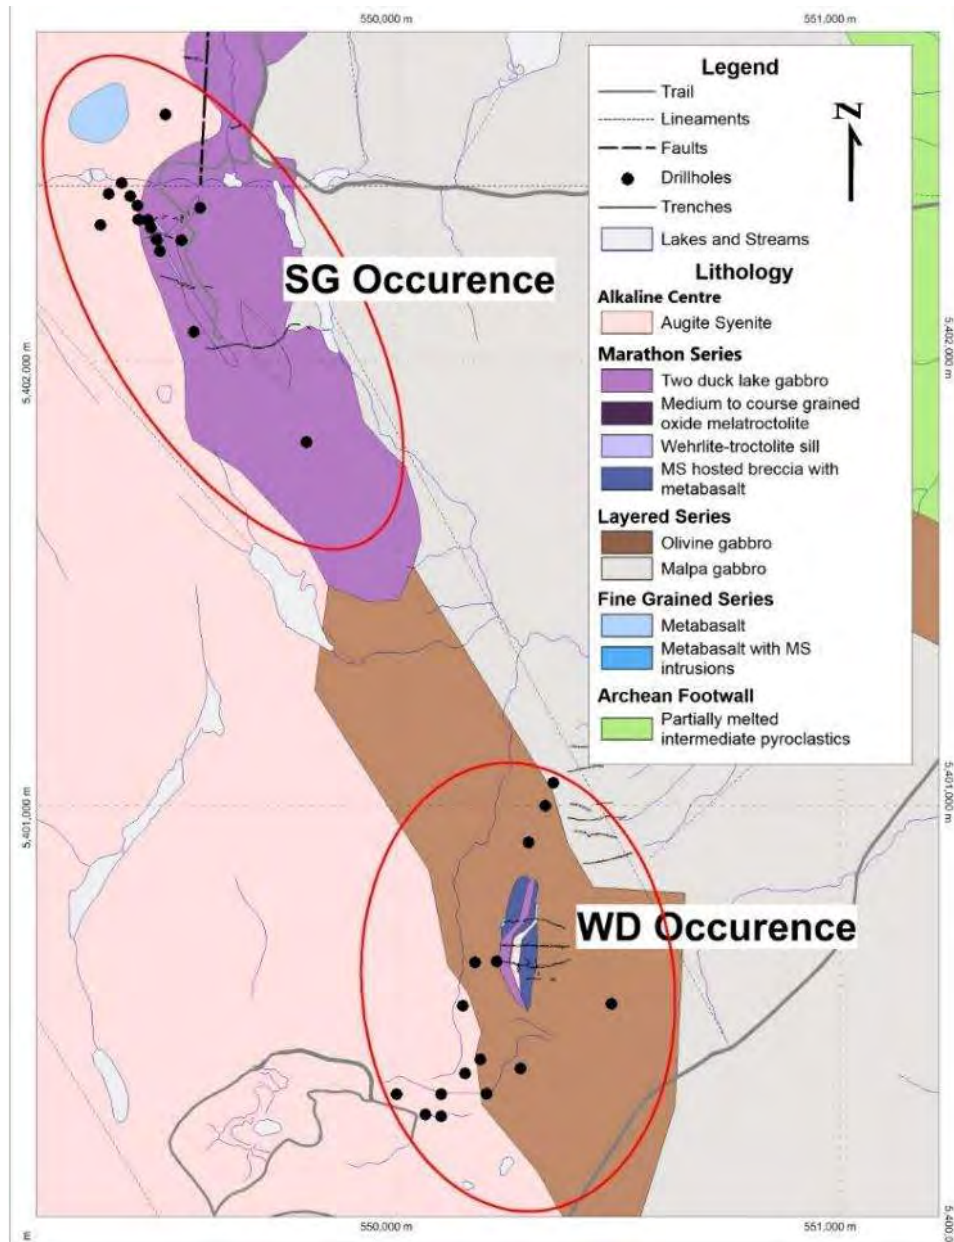 550,000 m
551,000 m
Legend
Trail
Lineaments
Faults
Drillholes
Trenches
Lakes and Streams
Lithology
Alkaline Centre
Augite Syenite
Marathon Series
Two duck lake gabbro
Medium to course grained
oxide melatroctolite
Wehrlite-troctolite sill
MS hosted breccia with
metabasalt
Layered Series
Olivine gabbro
Malpa gabbro
Fine Grained Series
Metabasalt
Metabasalt with MS
intrusions
Archean Footwall
Partially melted
intermediate pyroclastics
N
SG Occurence
5,402,000 m
5,402,000 m
5,401,000 m
5,401,000 m
WD Occurence
m
5,400,0
550,000 m
551,000 m